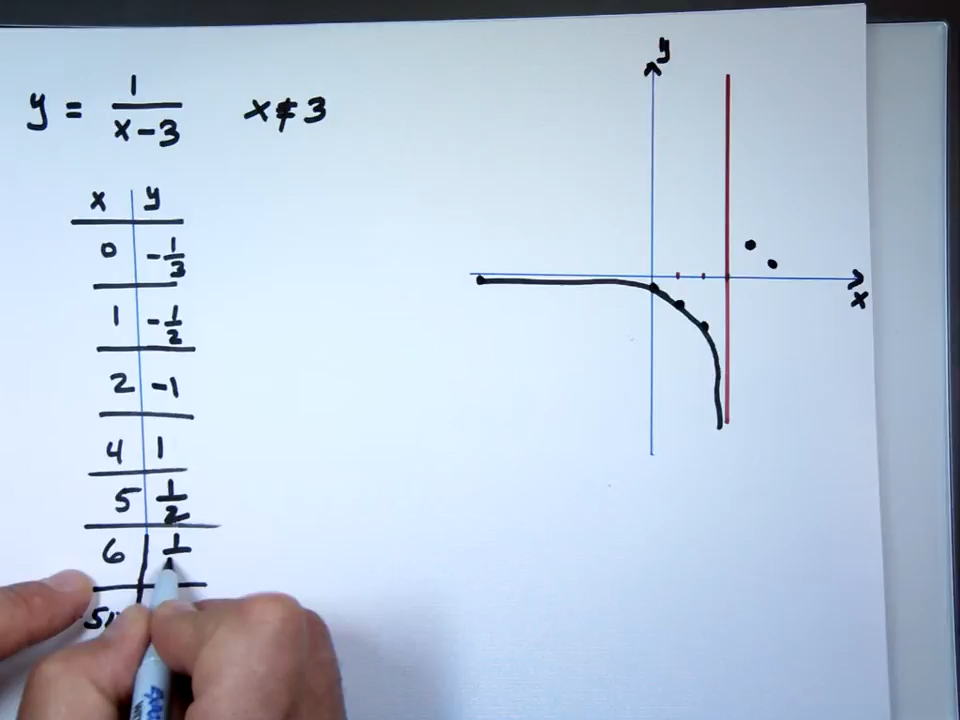 y = 1/(x-3) x≠3
x y
0 -1/3
1 -1/2
2 -1
4 1
5 1/2
6 1
y
x